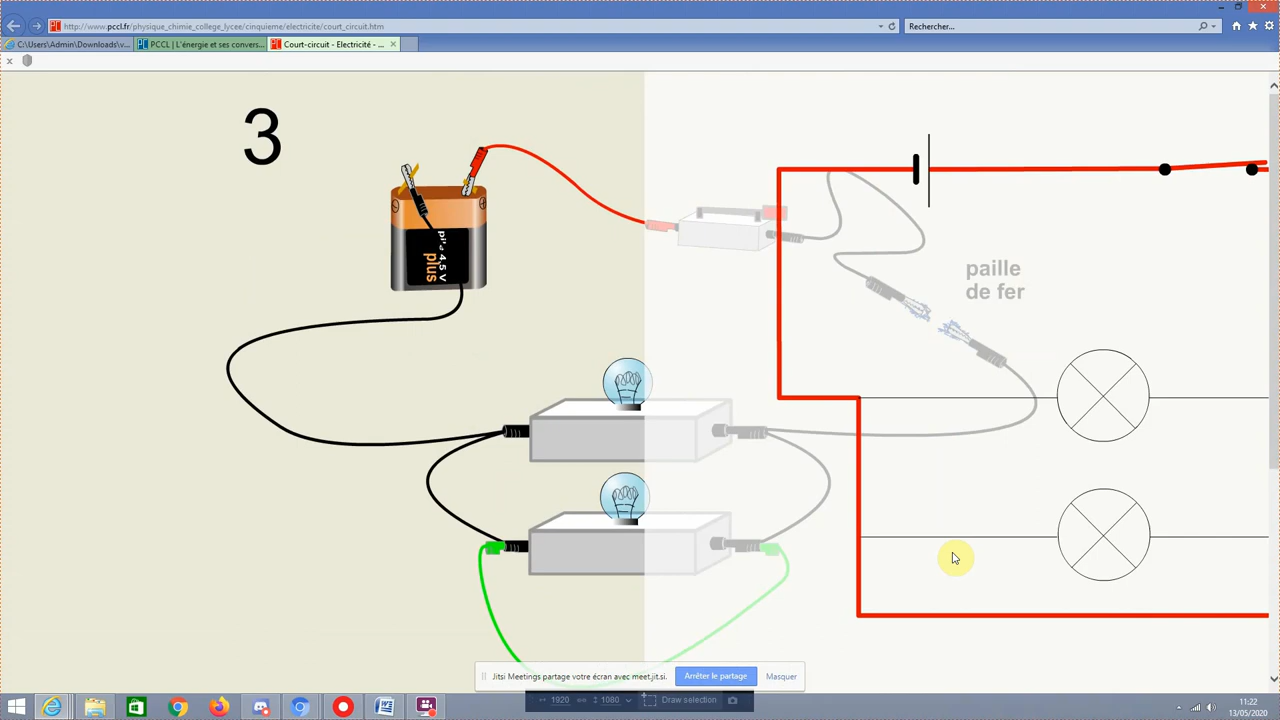 http://www.pccl.fr/physique_chimie_college_lycee/cinquieme/electricite/court_circuit.htm
Rechercher...
C:\Users\Admin\Downloads\v...
PCCL | L'énergie et ses convers...
Court-circuit - Electricité - ...
3
plus
4,5 V
paille
de fer
Jitsi Meetings partage votre écran avec meet.jit.si.
Arrêter le partage
Masquer
1920
1080
Draw selection
11:22
13/05/2020